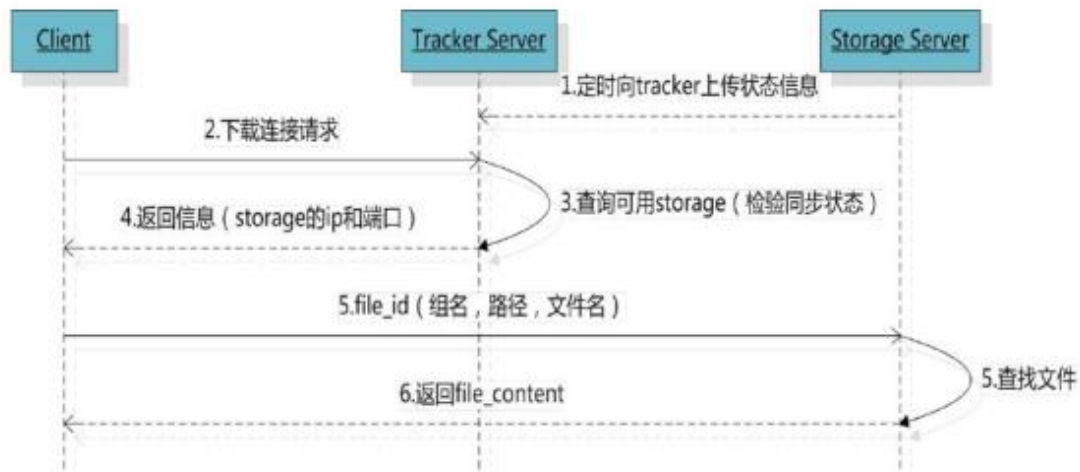 Client
Tracker Server
Storage Server
1.定时向tracker上传状态信息
2.下载连接请求
3.查询可用storage（检验同步状态）
4.返回信息（storage的ip和端口）
5.file_id（组名，路径，文件名）
5.查找文件
6.返回file_content